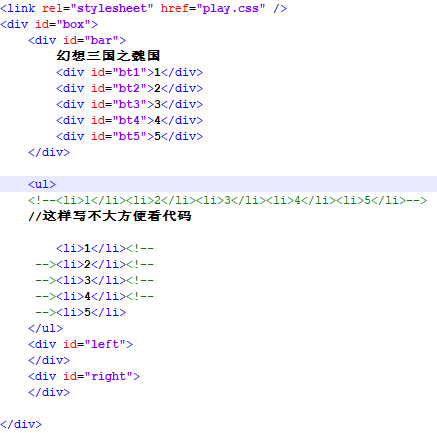 <link rel="stylesheet" href="play.css" />
<div id="box">
    <div id="bar">
        幻想三国之魏国
        <div id="bt1">1</div>
        <div id="bt2">2</div>
        <div id="bt3">3</div>
        <div id="bt4">4</div>
        <div id="bt5">5</div>
    </div>
    <ul>
    <!--<li>1</li><li>2</li><li>3</li><li>4</li><li>5</li>-->
    //这样写不大方便看代码
        <li>1</li><!--
     --><li>2</li><!--
     --><li>3</li><!--
     --><li>4</li><!--
     --><li>5</li>
    </ul>
    <div id="left">
    </div>
    <div id="right">
    </div>
</div>